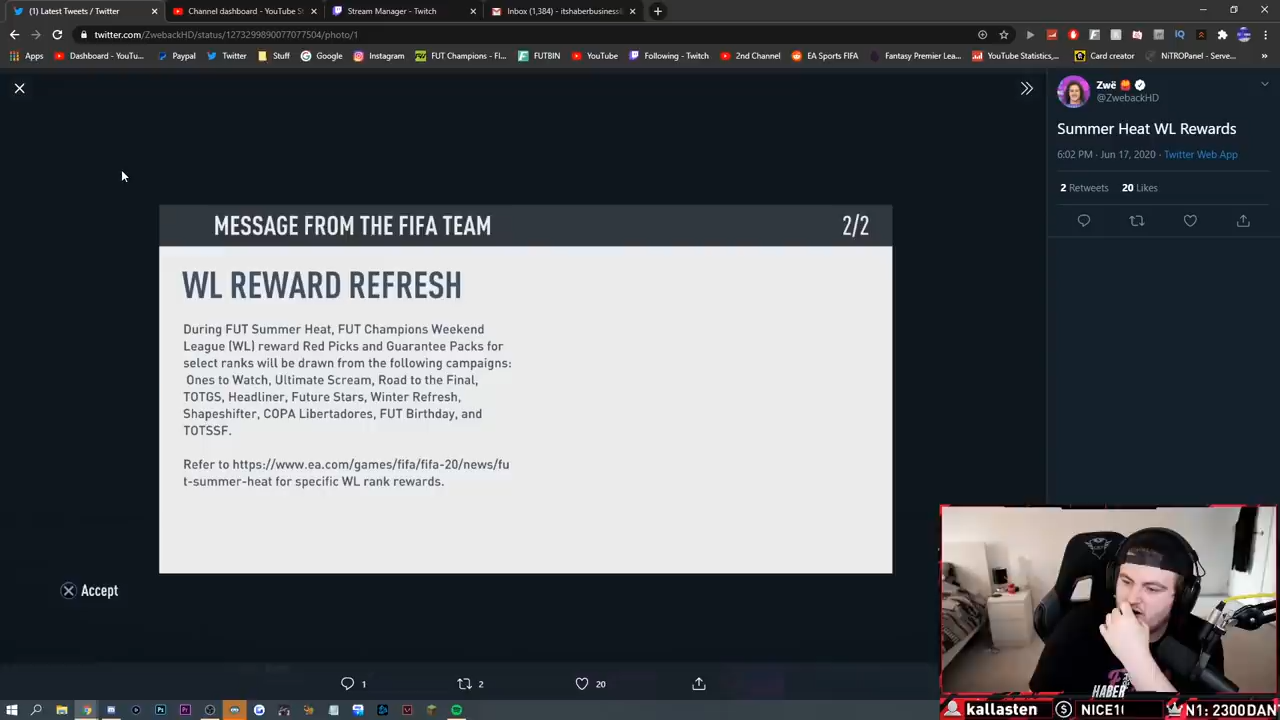 (1) Latest Tweets / Twitter
Channel dashboard - YouTube S
Stream Manager - Twitch
Inbox (1,384) - itshaberbusiness
twitter.com/ZwebackHD/status/1273299890077077504/photo/1
Apps
Dashboard - YouTu...
Paypal
Twitter
Stuff
Google
Instagram
FUT Champions - FI...
FUTBIN
YouTube
Following - Twitch
2nd Channel
EA Sports FIFA
Fantasy Premier Lea...
YouTube Statistics,...
Card creator
NiTROPanel - Serve...
Zwë
@ZwebackHD
Summer Heat WL Rewards
6:02 PM · Jun 17, 2020 · Twitter Web App
2 Retweets 20 Likes
MESSAGE FROM THE FIFA TEAM 2/2
WL REWARD REFRESH
During FUT Summer Heat, FUT Champions Weekend
League (WL) reward Red Picks and Guarantee Packs for
select ranks will be drawn from the following campaigns:
Ones to Watch, Ultimate Scream, Road to the Final,
TOTGS, Headliner, Future Stars, Winter Refresh,
Shapeshifter, COPA Libertadores, FUT Birthday, and
TOTSSF.
Refer to https://www.ea.com/games/fifa/fifa-20/news/fu
t-summer-heat for specific WL rank rewards.
Accept
1
2
20
HABER
kallasten
NICE1
N1: 2300DAN